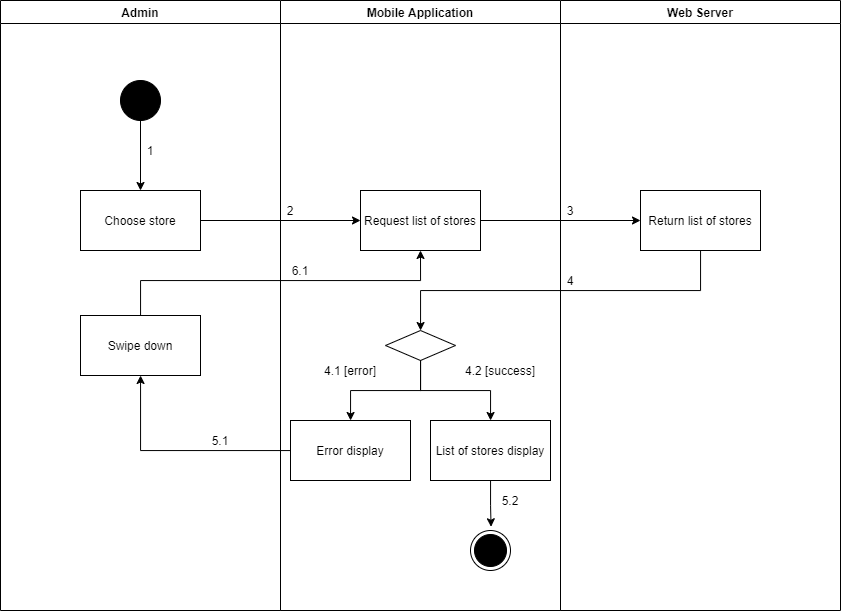 Admin
Mobile Application
Web Server
1
Choose store
2
Request list of stores
3
Return list of stores
6.1
4
Swipe down
4.1 [error]
4.2 [success]
5.1
Error display
List of stores display
5.2